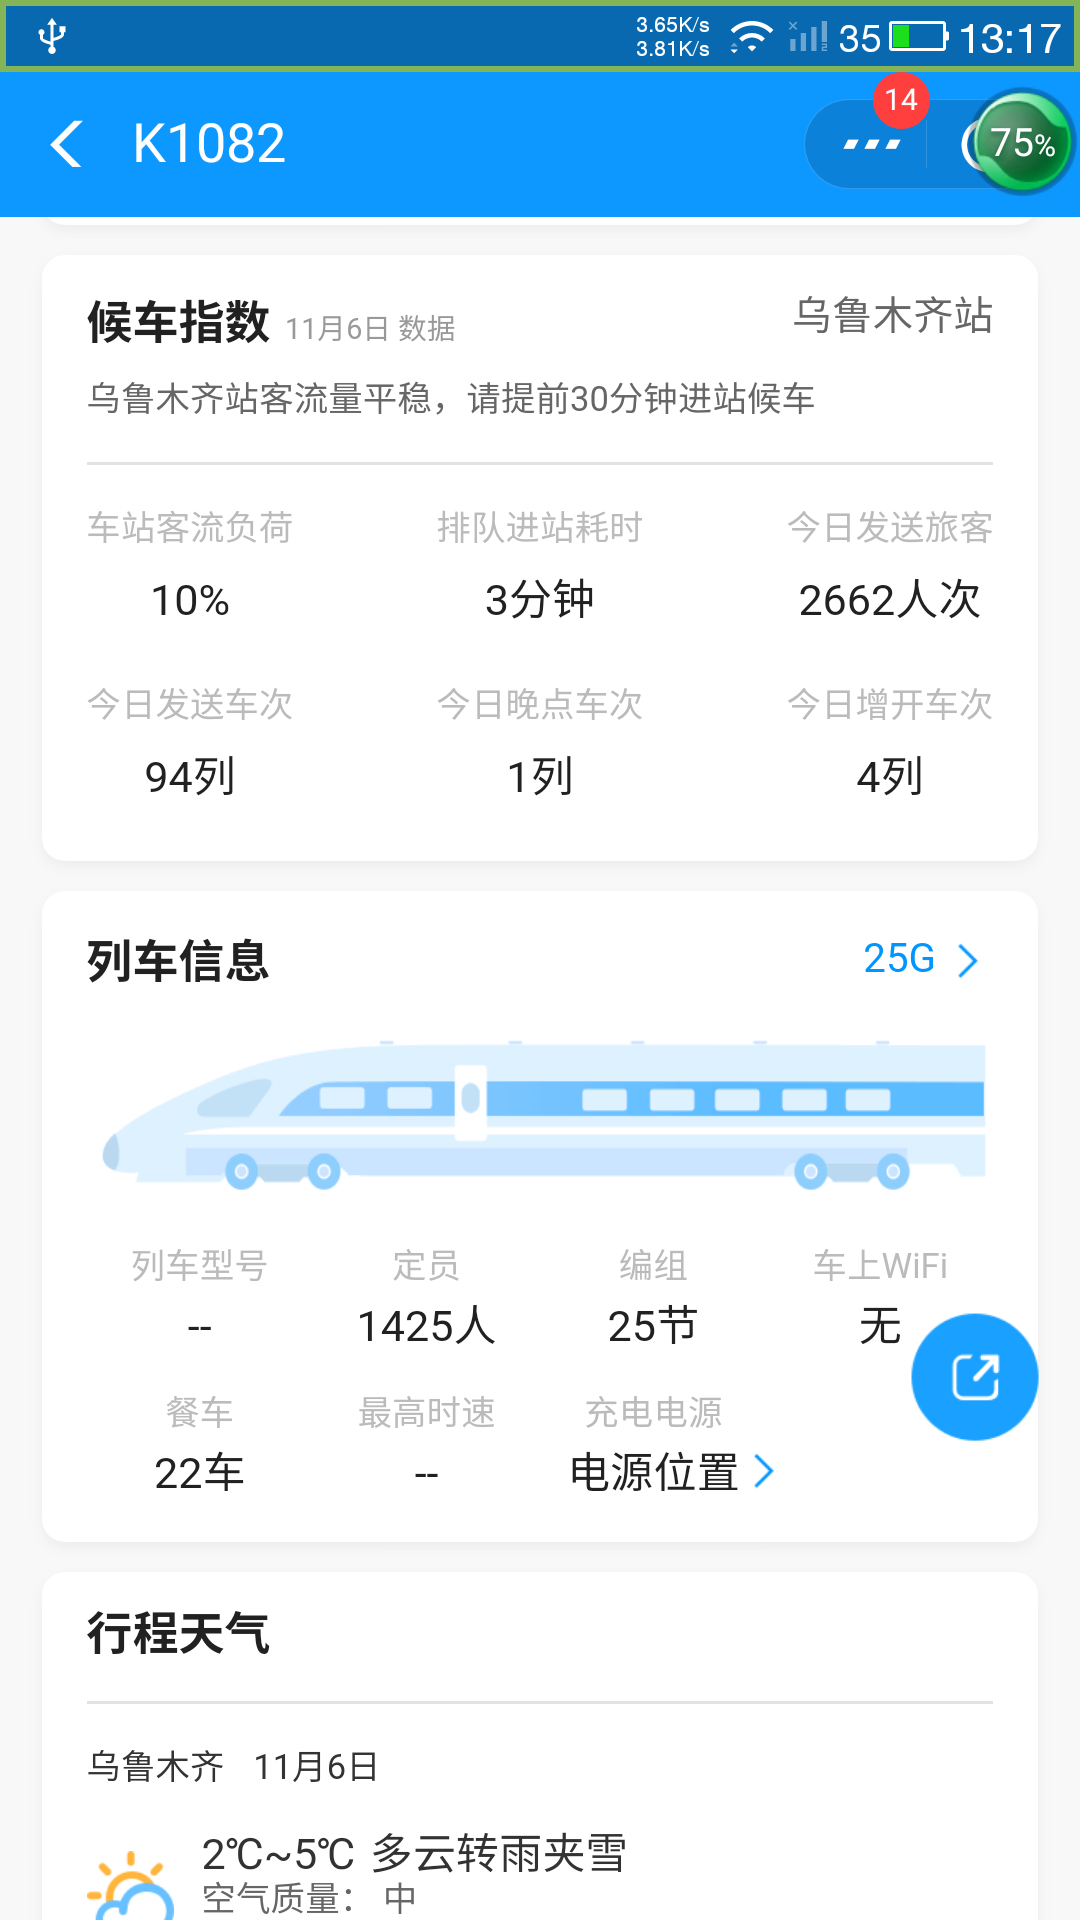 3.65K/s
3.81K/s
35
13:17
K1082
14
75%
候车指数 11月6日 数据
乌鲁木齐站
乌鲁木齐站客流量平稳，请提前30分钟进站候车
车站客流负荷 排队进站耗时 今日发送旅客
10% 3分钟 2662人次
今日发送车次 今日晚点车次 今日增开车次
94列 1列 4列
列车信息
25G
列车型号 定员 编组 车上WiFi
-- 1425人 25节 无
餐车 最高时速 充电电源
22车 -- 电源位置
行程天气
乌鲁木齐 11月6日
2℃~5℃ 多云转雨夹雪
空气质量： 中